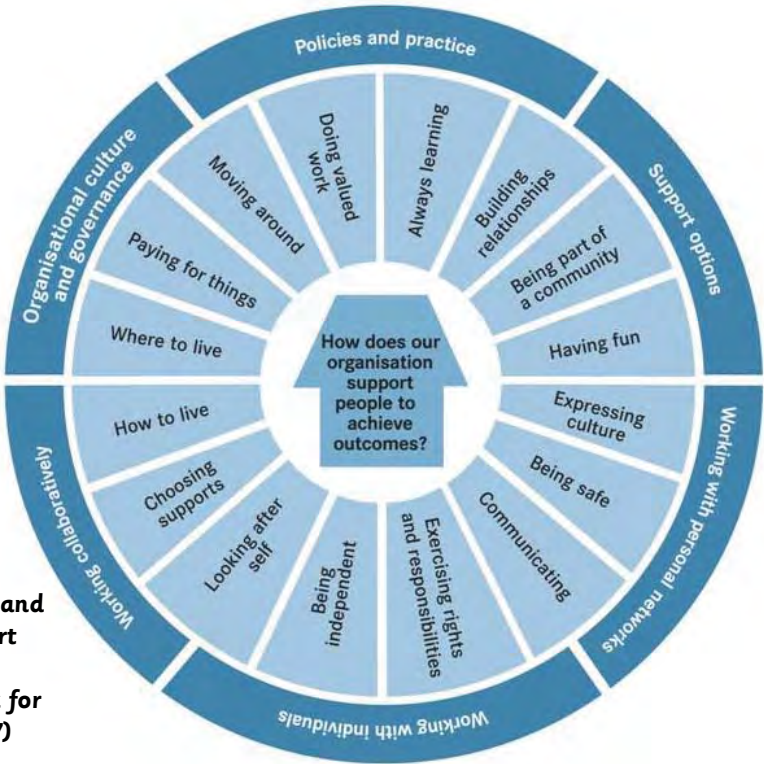 Policies and practice
Support options
Working with personal networks
Working with individuals
Working collaboratively
Organisational culture
and governance
Always learning
Building
relationships
Being part of
a community
Having fun
Expressing
culture
Being safe
Communicating
Exercising rights
and responsibilities
Being
independent
Looking after
self
Choosing
supports
How to live
Where to live
Paying for things
Moving around
Doing valued
work
How does our
organisation
support
people to
achieve
outcomes?
and
rt
for